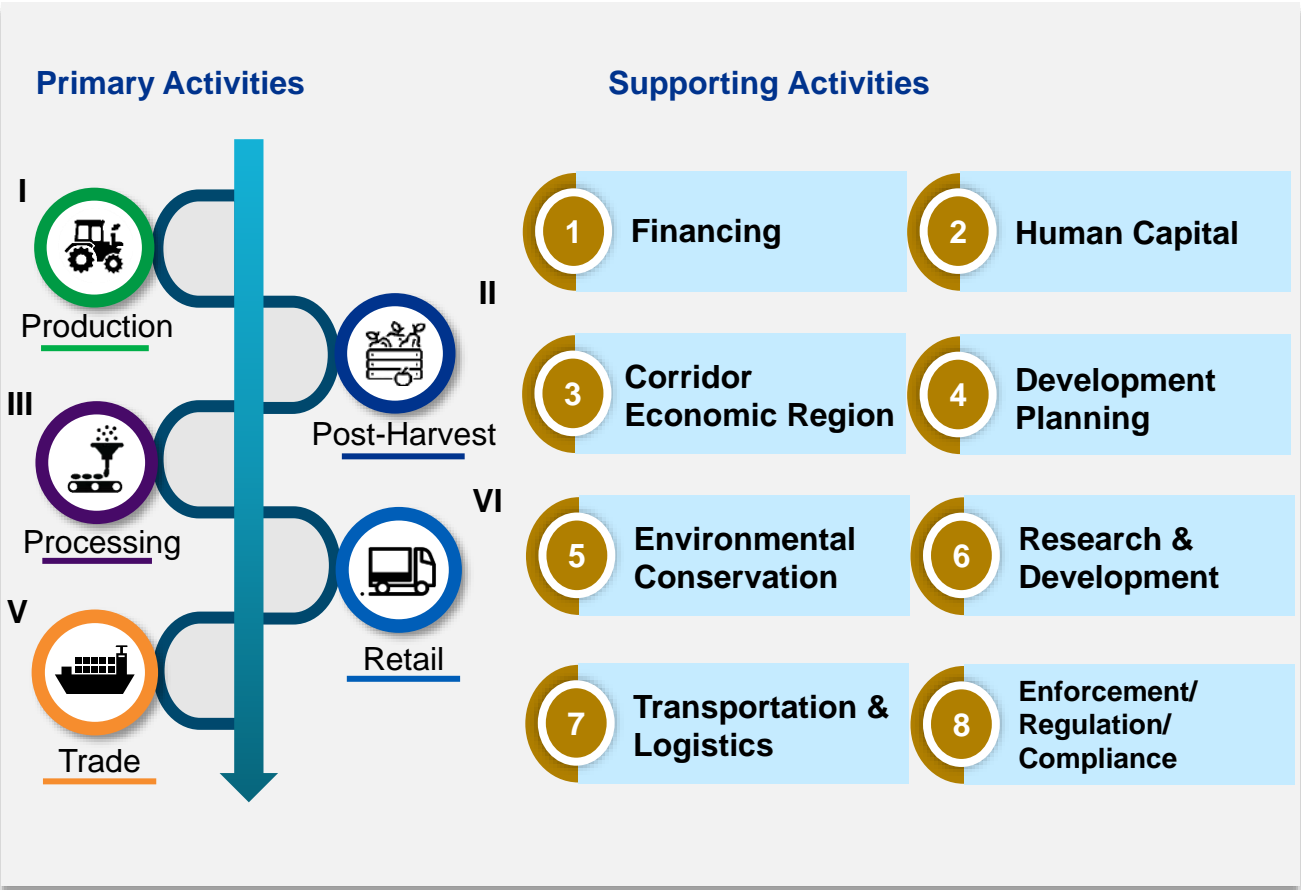 Primary Activities
Supporting Activities
I
Production
II
Post-Harvest
III
Processing
VI
Retail
V
Trade
1
Financing
2
Human Capital
3
Corridor
Economic Region
4
Development
Planning
5
Environmental
Conservation
6
Research &
Development
7
Transportation &
Logistics
8
Enforcement/
Regulation/
Compliance